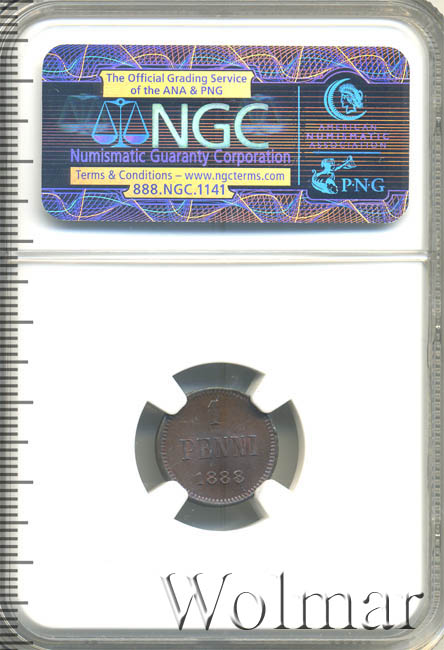 The Official Grading Service
of the ANA & PNG
NGC
AMERICAN
NUMISMATIC
ASSOCIATION
Numismatic Guaranty Corporation
Terms & Conditions – www.ngcterms.com
888.NGC.1141
P·N·G
1
PENNI
1888
Wolmar